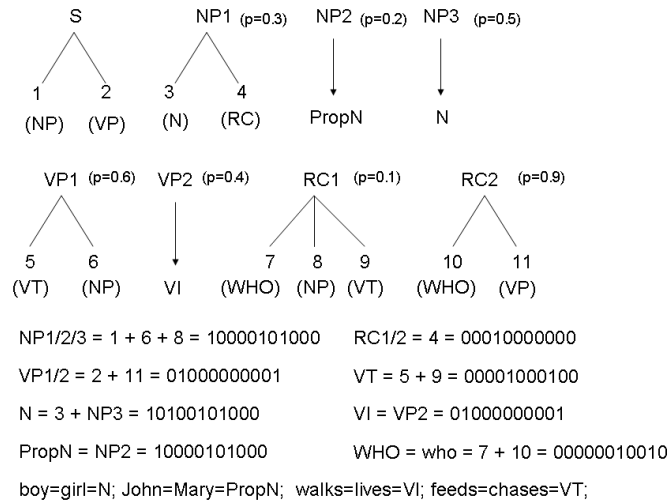 S NP1 (p=0.3) NP2 (p=0.2) NP3 (p=0.5)
1 2 3 4
(NP) (VP) (N) (RC) PropN N
VP1 (p=0.6) VP2 (p=0.4) RC1 (p=0.1) RC2 (p=0.9)
5 6 7 8 9 10 11
(VT) (NP) VI (WHO) (NP) (VT) (WHO) (VP)
NP1/2/3 = 1 + 6 + 8 = 10000101000 RC1/2 = 4 = 00010000000
VP1/2 = 2 + 11 = 01000000001 VT = 5 + 9 = 00001000100
N = 3 + NP3 = 10100101000 VI = VP2 = 01000000001
PropN = NP2 = 10000101000 WHO = who = 7 + 10 = 00000010010
boy=girl=N; John=Mary=PropN; walks=lives=VI; feeds=chases=VT;